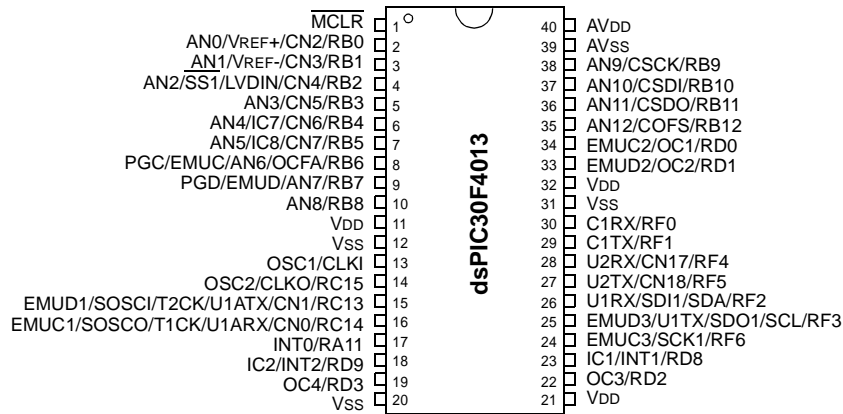 MCLR 1
AN0/VREF+/CN2/RB0 2
AN1/VREF-/CN3/RB1 3
AN2/SS1/LVDIN/CN4/RB2 4
AN3/CN5/RB3 5
AN4/IC7/CN6/RB4 6
AN5/IC8/CN7/RB5 7
PGC/EMUC/AN6/OCFA/RB6 8
PGD/EMUD/AN7/RB7 9
AN8/RB8 10
VDD 11
VSS 12
OSC1/CLKI 13
OSC2/CLKO/RC15 14
EMUD1/SOSCI/T2CK/U1ATX/CN1/RC13 15
EMUC1/SOSCO/T1CK/U1ARX/CN0/RC14 16
INT0/RA11 17
IC2/INT2/RD9 18
OC4/RD3 19
VSS 20
dsPIC30F4013
40 AVDD
39 AVSS
38 AN9/CSCK/RB9
37 AN10/CSDI/RB10
36 AN11/CSDO/RB11
35 AN12/COFS/RB12
34 EMUC2/OC1/RD0
33 EMUD2/OC2/RD1
32 VDD
31 VSS
30 C1RX/RF0
29 C1TX/RF1
28 U2RX/CN17/RF4
27 U2TX/CN18/RF5
26 U1RX/SDI1/SDA/RF2
25 EMUD3/U1TX/SDO1/SCL/RF3
24 EMUC3/SCK1/RF6
23 IC1/INT1/RD8
22 OC3/RD2
21 VDD